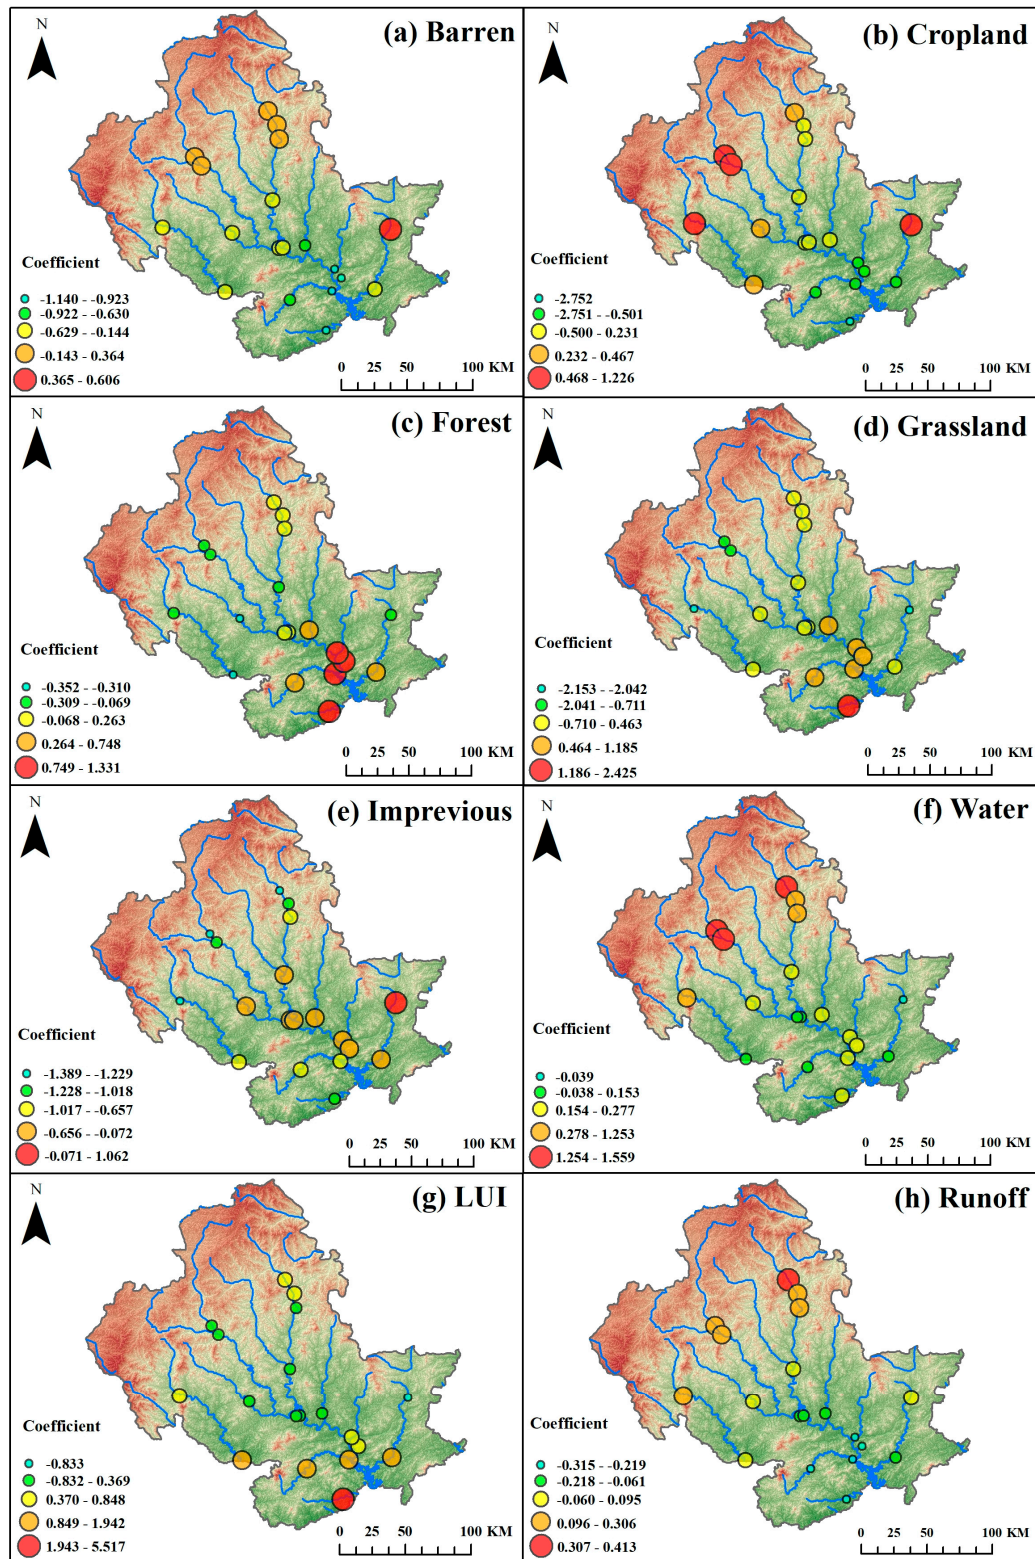 N
(a) Barren
Coefficient
-1.140 - -0.923
-0.922 - -0.630
-0.629 - -0.144
-0.143 - 0.364
0.365 - 0.606
0 25 50 100 KM
N
(b) Cropland
Coefficient
-2.752
-2.751 - -0.501
-0.500 - 0.231
0.232 - 0.467
0.468 - 1.226
0 25 50 100 KM
N
(c) Forest
Coefficient
-0.352 - -0.310
-0.309 - -0.069
-0.068 - 0.263
0.264 - 0.748
0.749 - 1.331
0 25 50 100 KM
N
(d) Grassland
Coefficient
-2.153 - -2.042
-2.041 - -0.711
-0.710 - 0.463
0.464 - 1.185
1.186 - 2.425
0 25 50 100 KM
N
(e) Imprevious
Coefficient
-1.389 - -1.229
-1.228 - -1.018
-1.017 - -0.657
-0.656 - -0.072
-0.071 - 1.062
0 25 50 100 KM
N
(f) Water
Coefficient
-0.039
-0.038 - 0.153
0.154 - 0.277
0.278 - 1.253
1.254 - 1.559
0 25 50 100 KM
N
(g) LUI
Coefficient
-0.833
-0.832 - 0.369
0.370 - 0.848
0.849 - 1.942
1.943 - 5.517
0 25 50 100 KM
N
(h) Runoff
Coefficient
-0.315 - -0.219
-0.218 - -0.061
-0.060 - 0.095
0.096 - 0.306
0.307 - 0.413
0 25 50 100 KM